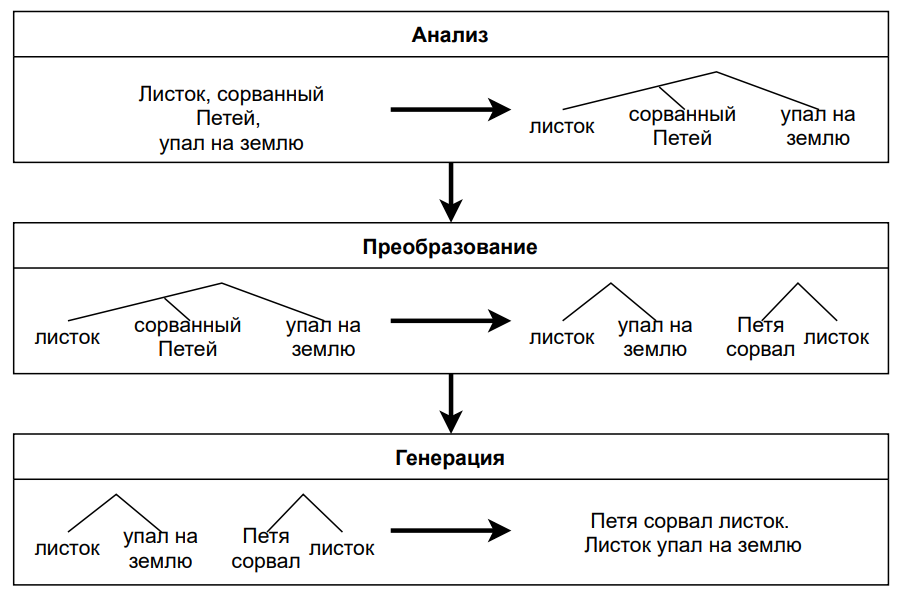 Анализ
Листок, сорванный
Петей,
упал на землю
листок
сорванный
Петей
упал на
землю
Преобразование
листок
сорванный
Петей
упал на
землю
листок
упал на
землю
Петя
сорвал
листок
Генерация
листок
упал на
землю
Петя
сорвал
листок
Петя сорвал листок.
Листок упал на землю